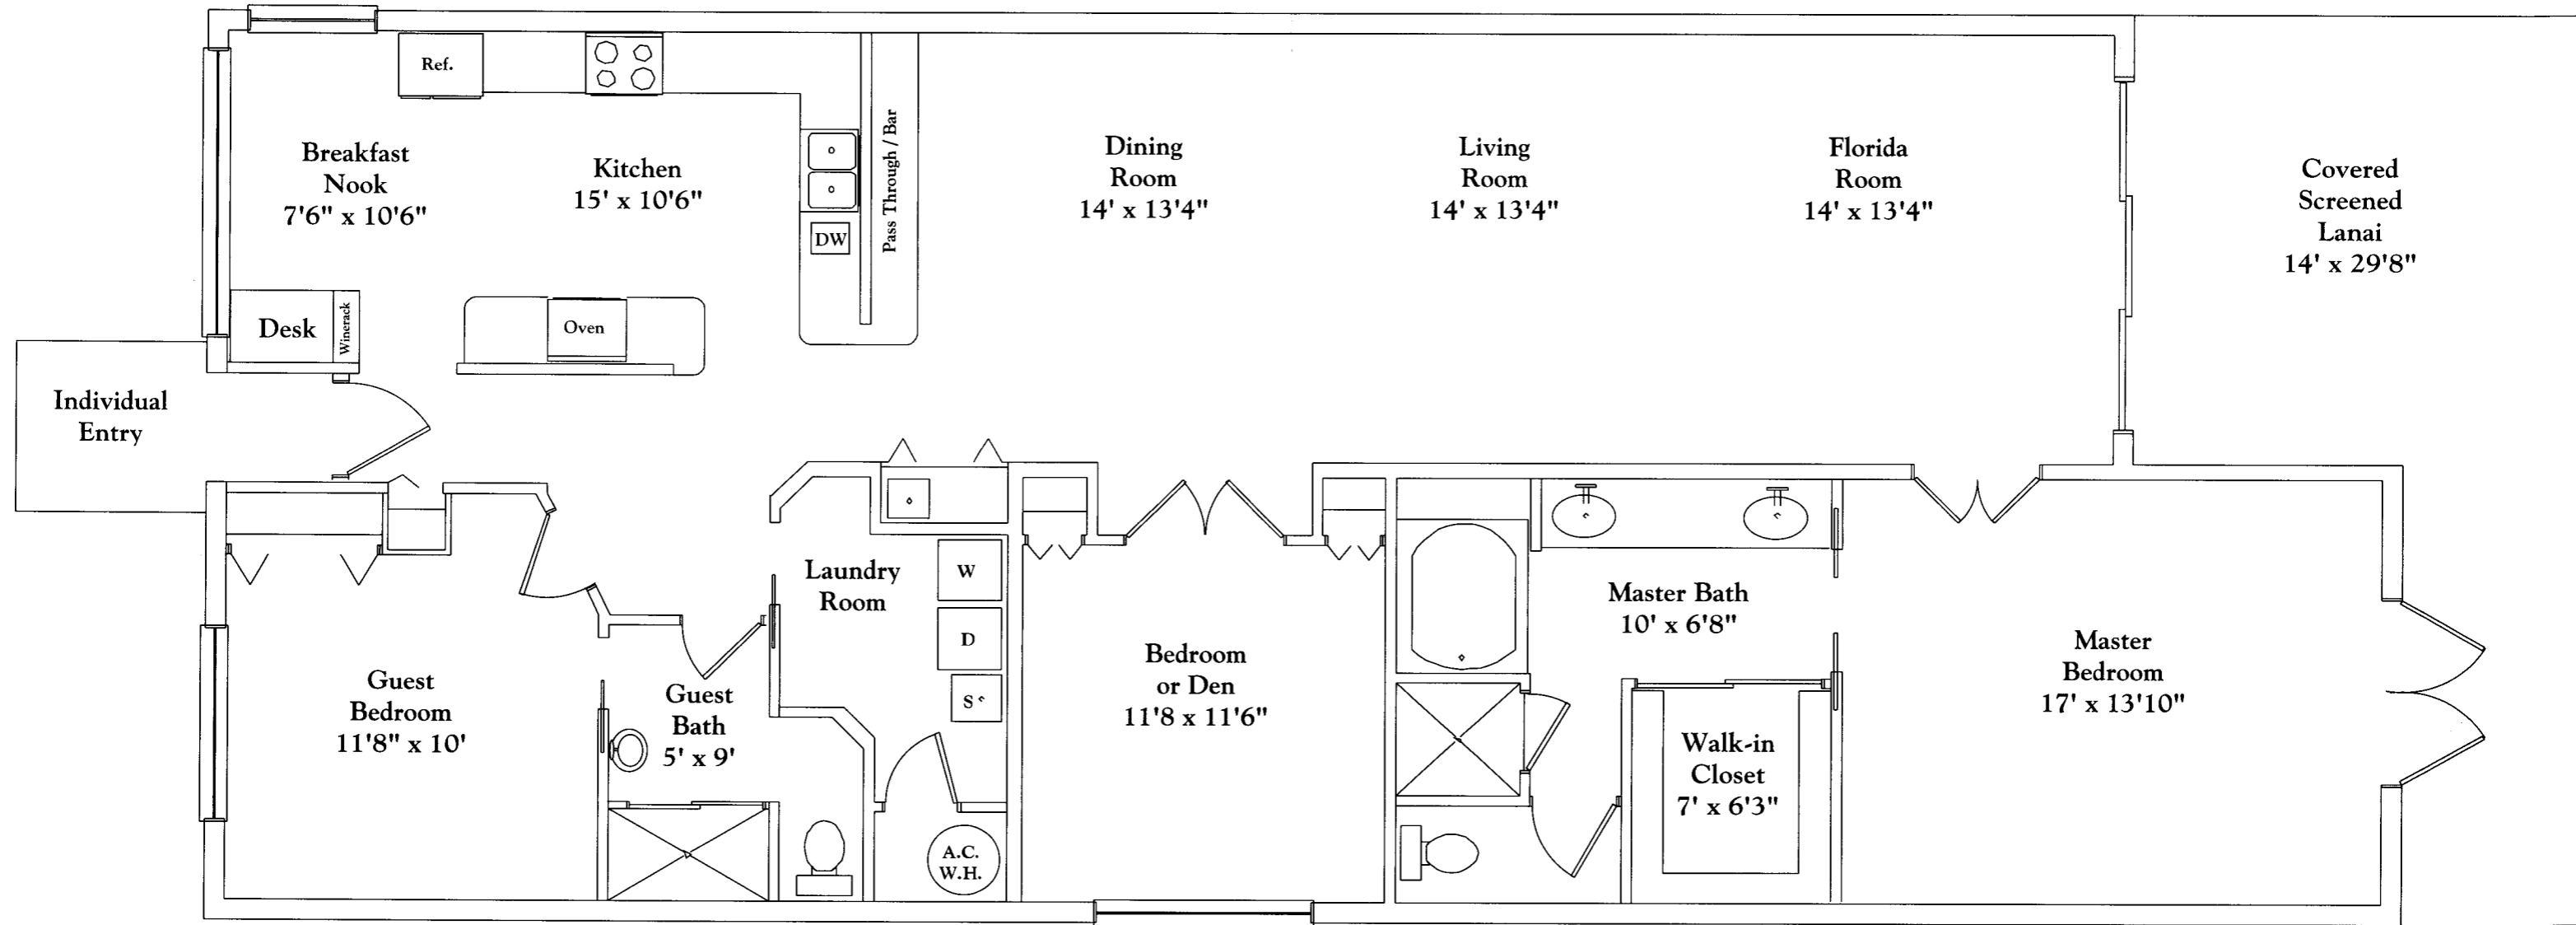 Ref.
Breakfast
Nook
7'6" x 10'6"
Kitchen
15' x 10'6"
DW
Pass Through / Bar
Dining
Room
14' x 13'4"
Living
Room
14' x 13'4"
Florida
Room
14' x 13'4"
Covered
Screened
Lanai
14' x 29'8"
Desk
Winerack
Oven
Individual
Entry
Laundry
Room
W
D
S
Guest
Bedroom
11'8" x 10'
Guest
Bath
5' x 9'
A.C.
W.H.
Bedroom
or Den
11'8 x 11'6"
Master Bath
10' x 6'8"
Walk-in
Closet
7' x 6'3"
Master
Bedroom
17' x 13'10"